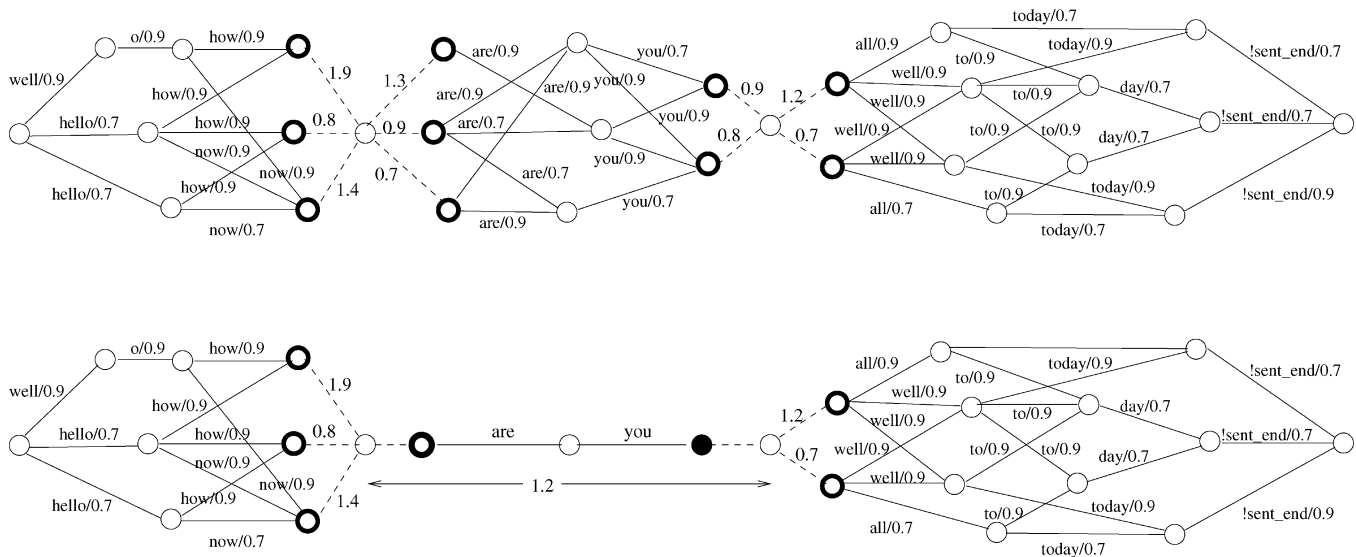 today/0.7
o/0.9 how/0.9 are/0.9 you/0.7 all/0.9 today/0.9 !sent_end/0.7
to/0.9
well/0.9 1.9 1.3 well/0.9
are/0.9 you/0.9 0.9 day/0.7
how/0.9 are/0.9 1.2 well/0.9 to/0.9
hello/0.7 how/0.9 0.8 0.9 are/0.7 you/0.9 !sent_end/0.7
now/0.9 0.8 0.7 well/0.9 to/0.9 to/0.9 day/0.9
you/0.9 well/0.9
hello/0.7 how/0.9 now/0.9 1.4 0.7 are/0.7 to/0.9 today/0.9 !sent_end/0.9
you/0.7 all/0.7
now/0.7 are/0.9 today/0.7
o/0.9 how/0.9 all/0.9 today/0.9 !sent_end/0.7
well/0.9 1.9 well/0.9 to/0.9
how/0.9 1.2 well/0.9 to/0.9 day/0.7
hello/0.7 how/0.9 0.8 are you !sent_end/0.7
now/0.9 0.7 well/0.9 to/0.9 to/0.9 day/0.9
now/0.9 well/0.9
hello/0.7 how/0.9 1.4 1.2 all/0.7 to/0.9 today/0.9 !sent_end/0.9
now/0.7 today/0.7